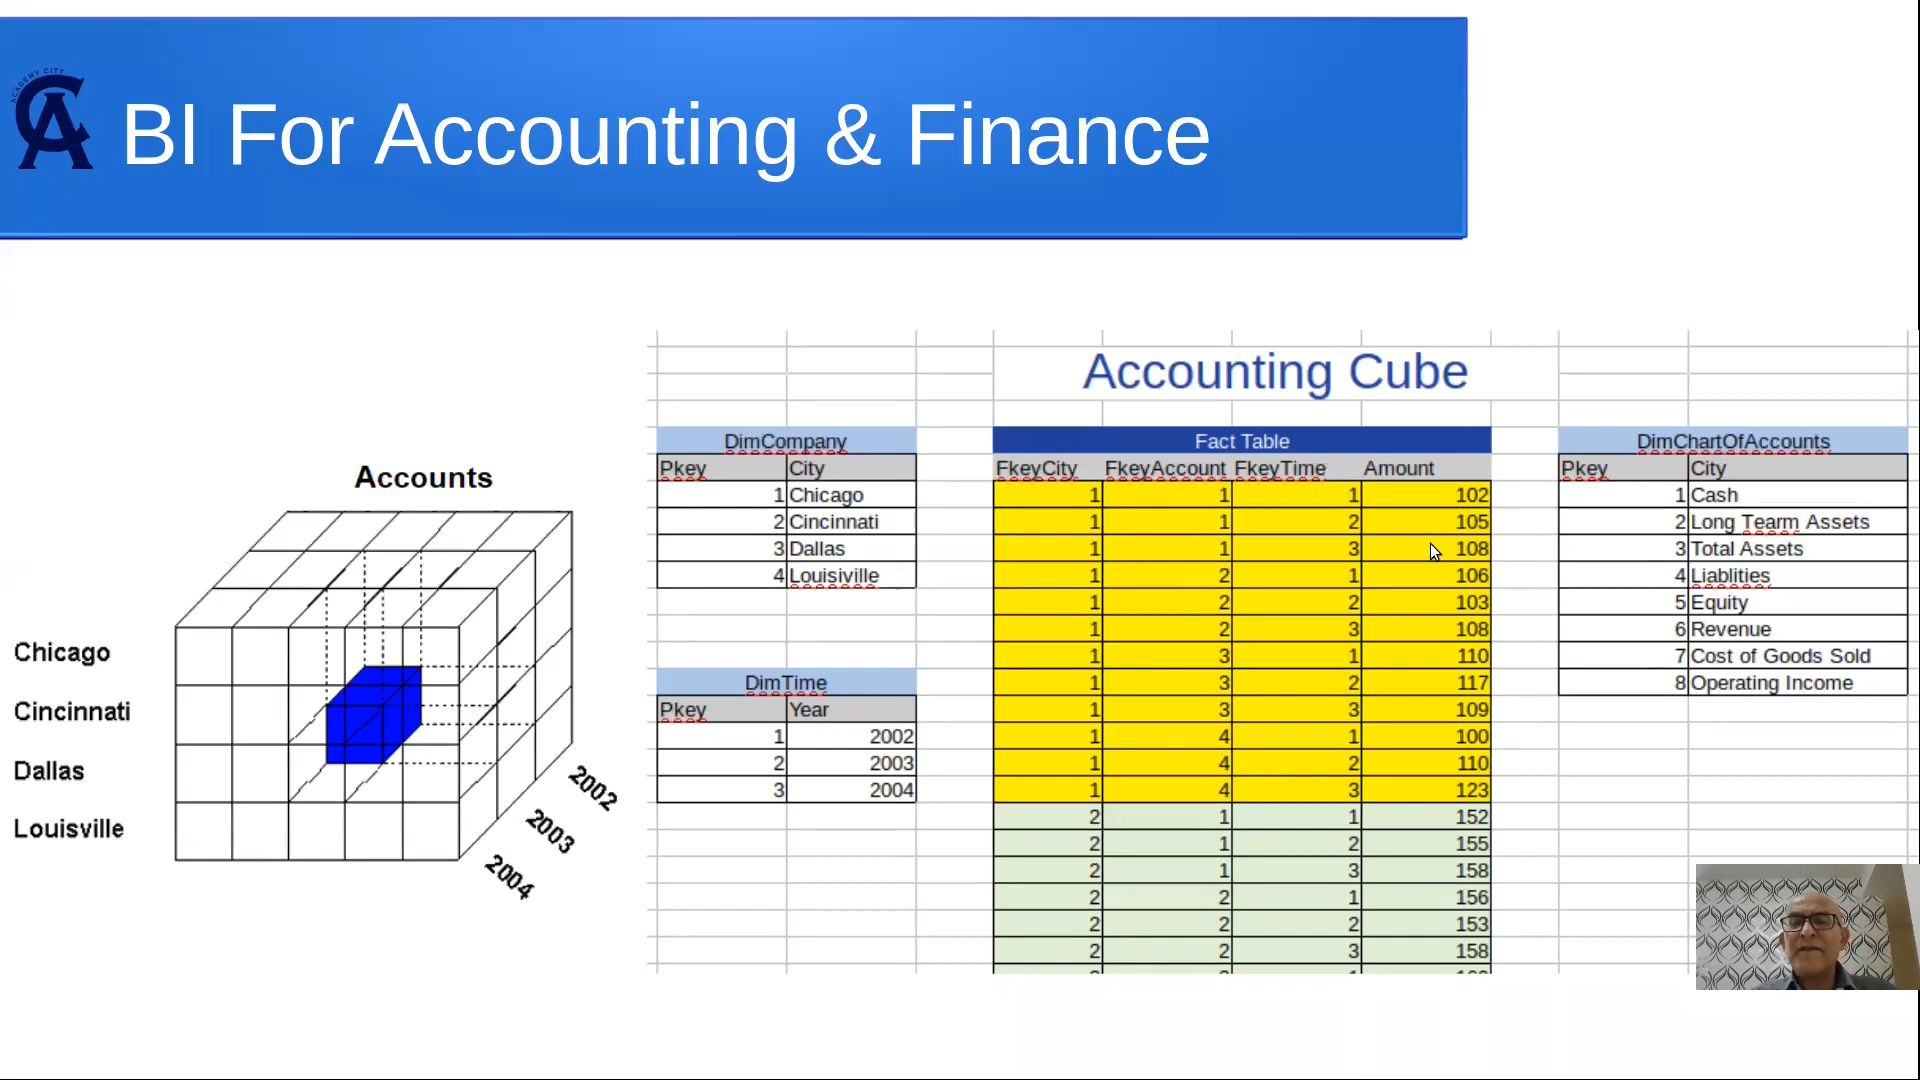 ACADEMY CITY
CA
BI For Accounting & Finance
Accounts
Chicago
Cincinnati
Dallas
Louisville
2002
2003
2004
Accounting Cube
DimCompany
Pkey City
1 Chicago
2 Cincinnati
3 Dallas
4 Louisiville
DimTime
Pkey Year
1 2002
2 2003
3 2004
Fact Table
FkeyCity FkeyAccount FkeyTime Amount
1 1 1 102
1 1 2 105
1 1 3 108
1 2 1 106
1 2 2 103
1 2 3 108
1 3 1 110
1 3 2 117
1 3 3 109
1 4 1 100
1 4 2 110
1 4 3 123
2 1 1 152
2 1 2 155
2 1 3 158
2 2 1 156
2 2 2 153
2 2 3 158
DimChartOfAccounts
Pkey City
1 Cash
2 Long Tearm Assets
3 Total Assets
4 Liablities
5 Equity
6 Revenue
7 Cost of Goods Sold
8 Operating Income